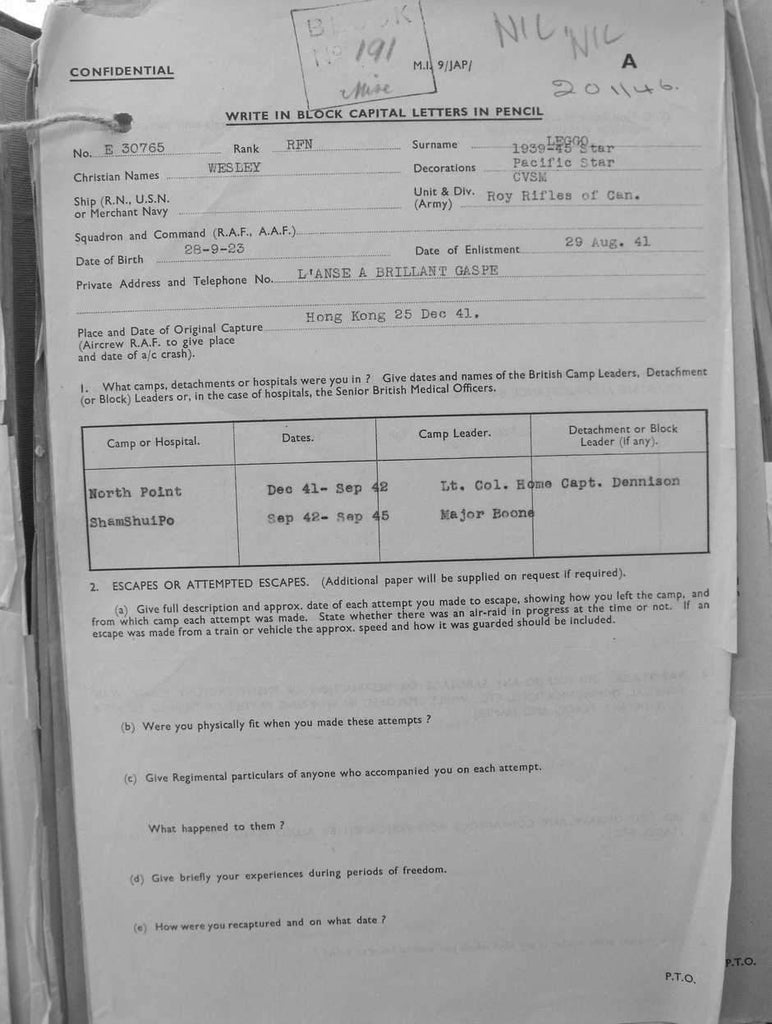 BLOCK
Nº 191
Misc
NIL NIL
M.I. 9/JAP/
A
CONFIDENTIAL
201146.
WRITE IN BLOCK CAPITAL LETTERS IN PENCIL
No. E 30765 Rank RFN Surname LEGGO
Christian Names WESLEY Decorations 1939-45 Star
Pacific Star
CVSM
Ship (R.N., U.S.N.
or Merchant Navy
Unit & Div. Roy Rifles of Can.
(Army)
Squadron and Command (R.A.F., A.A.F.)
Date of Birth 28-9-23 Date of Enlistment 29 Aug. 41
Private Address and Telephone No. L'ANSE A BRILLANT GASPE
Place and Date of Original Capture Hong Kong 25 Dec 41.
(Aircrew R.A.F. to give place
and date of a/c crash).
1. What camps, detachments or hospitals were you in ? Give dates and names of the British Camp Leaders, Detachment
(or Block) Leaders or, in the case of hospitals, the Senior British Medical Officers.
Camp or Hospital. Dates. Camp Leader. Detachment or Block
Leader (if any).
North Point Dec 41- Sep 42 Lt. Col. Home Capt. Dennison
ShamShuiPo Sep 42- Sep 45 Major Boone
2. ESCAPES OR ATTEMPTED ESCAPES. (Additional paper will be supplied on request if required).
(a) Give full description and approx. date of each attempt you made to escape, showing how you left the camp, and
from which camp each attempt was made. State whether there was an air-raid in progress at the time or not. If an
escape was made from a train or vehicle the approx. speed and how it was guarded should be included.
(b) Were you physically fit when you made these attempts ?
(c) Give Regimental particulars of anyone who accompanied you on each attempt.
What happened to them ?
(d) Give briefly your experiences during periods of freedom.
(e) How were you recaptured and on what date ?
P.T.O.
P.T.O.